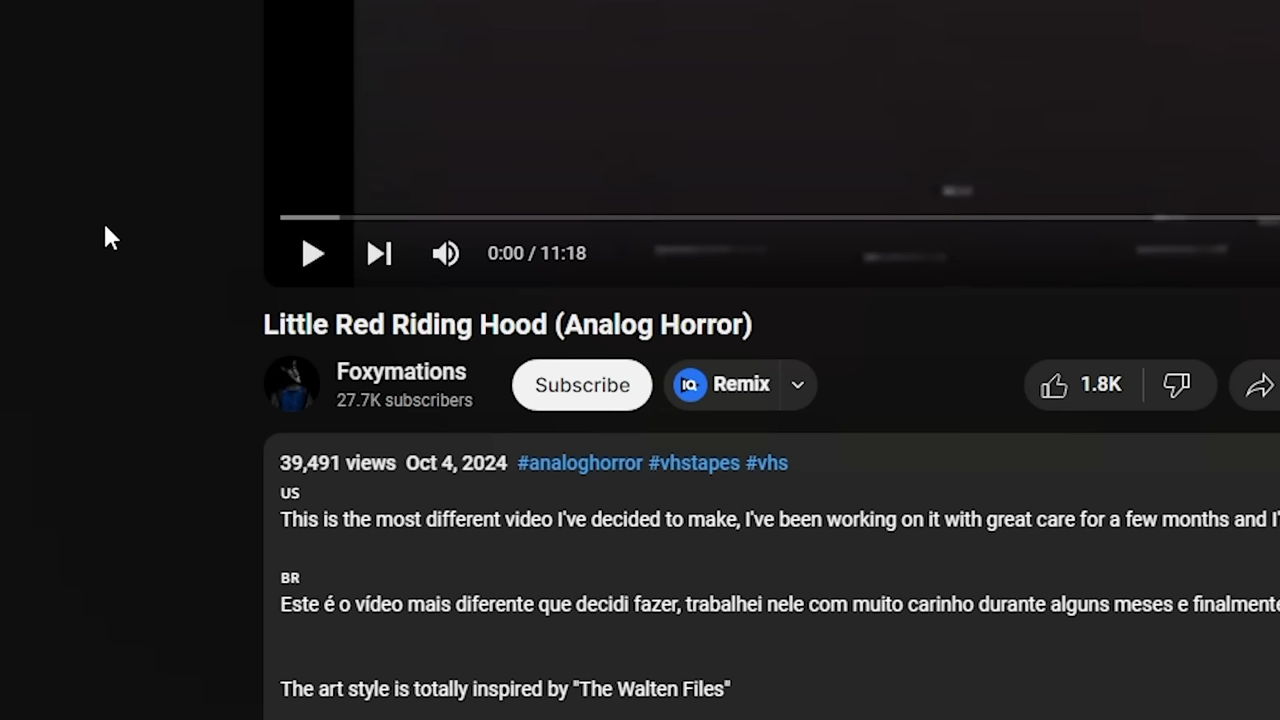 0:00 / 11:18
Little Red Riding Hood (Analog Horror)
Foxymations
27.7K subscribers
Subscribe
IQ Remix
1.8K
39,491 views Oct 4, 2024 #analoghorror #vhstapes #vhs
US
This is the most different video I've decided to make, I've been working on it with great care for a few months and I'
BR
Este é o vídeo mais diferente que decidi fazer, trabalhei nele com muito carinho durante alguns meses e finalmente
The art style is totally inspired by "The Walten Files"